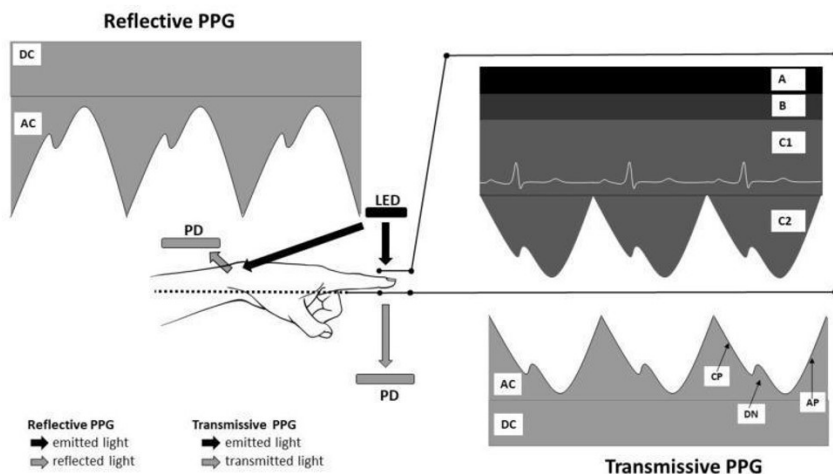 Reflective PPG
DC
AC
A
B
C1
C2
LED
PD
PD
CP
DN
AP
AC
DC
Reflective PPG
emitted light
reflected light
Transmissive PPG
emitted light
transmitted light
Transmissive PPG